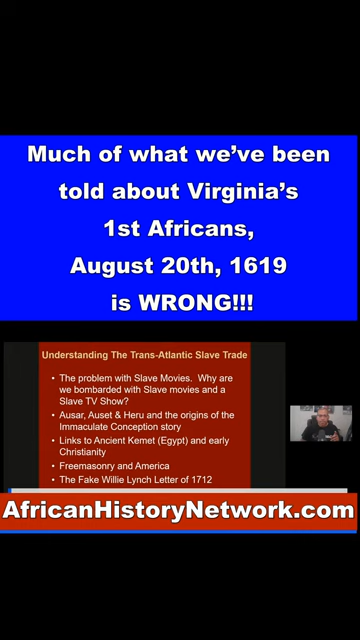 Much of what we've been
told about Virginia's
1st Africans,
August 20th, 1619
is WRONG!!!
Understanding The Trans-Atlantic Slave Trade
• The problem with Slave Movies. Why are
we bombarded with Slave movies and a
Slave TV Show?
• Ausar, Auset & Heru and the origins of the
Immaculate Conception story
• Links to Ancient Kemet (Egypt) and early
Christianity
• Freemasonry and America
• The Fake Willie Lynch Letter of 1712
AfricanHistoryNetwork.com